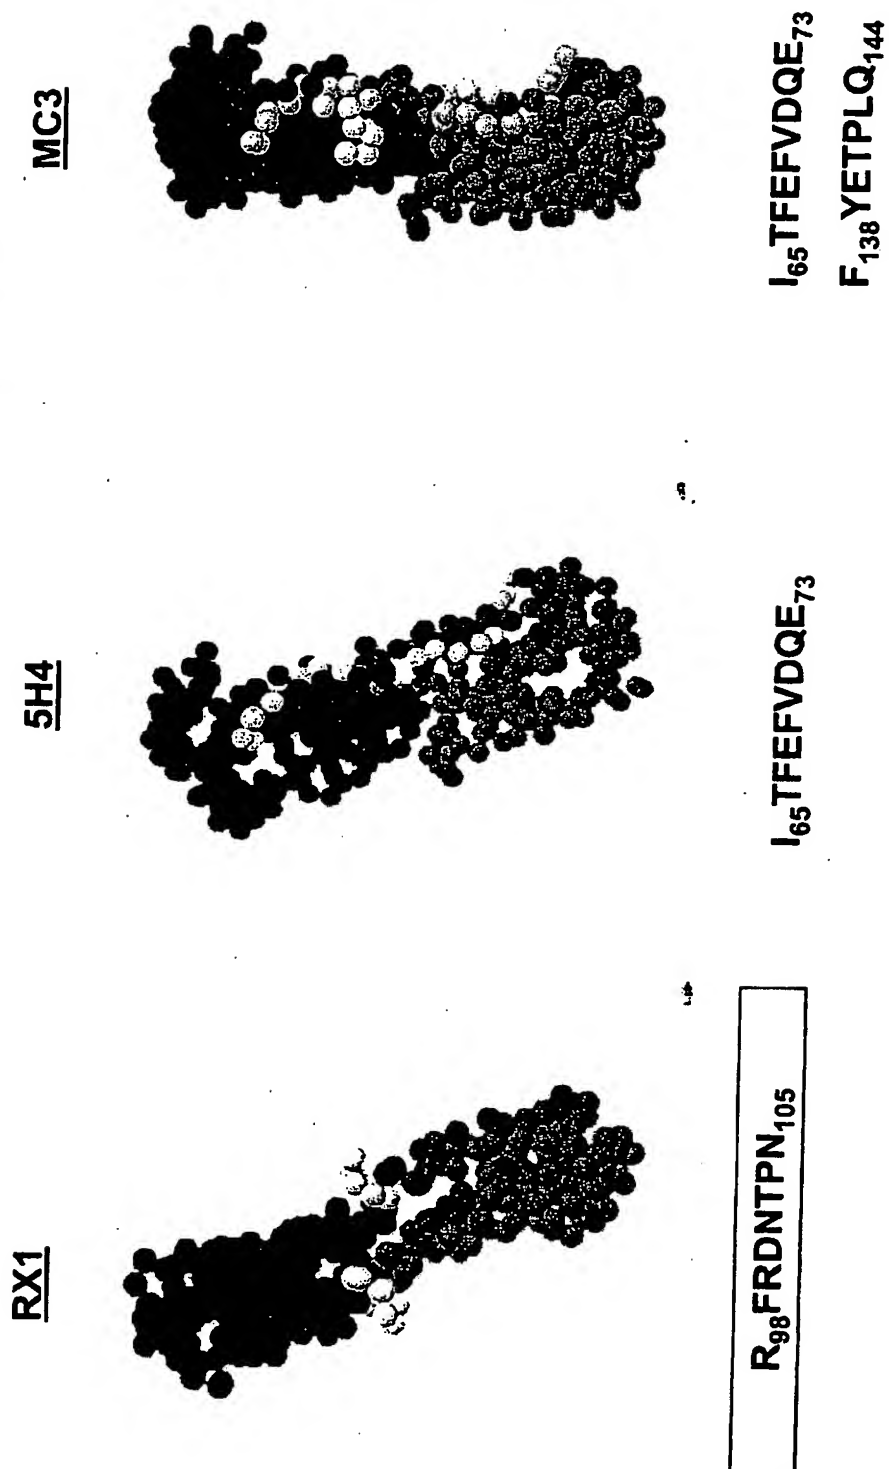 RX1
5H4
MC3
R₉₈FRDNTPN₁₀₅
I₆₅TFEFVDQE₇₃
I₆₅TFEFVDQE₇₃
F₁₃₈YETPLQ₁₄₄